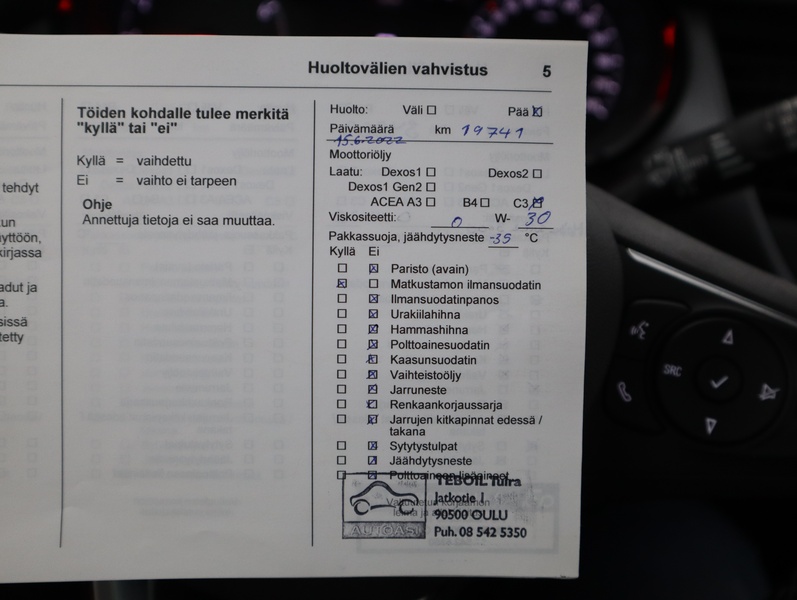 Huoltovälien vahvistus 5
tehdyt
tun
yttöön,
kirjassa
adut ja
a.
sissä
tetty
Töiden kohdalle tulee merkitä
"kyllä" tai "ei"
Kyllä = vaihdettu
Ei = vaihto ei tarpeen
Ohje
Annettuja tietoja ei saa muuttaa.
Huolto: Väli ☐ Pää ☒
Päivämäärä km 19741
15.6.2022
Moottoriöljy
Laatu: Dexos1 ☐ Dexos2 ☐
Dexos1 Gen2 ☐
ACEA A3 ☐ B4 ☐ C3 ☒
Viskositeetti: 0 W- 30
Pakkassuoja, jäähdytysneste -35 °C
Kyllä Ei
☐ ☒ Paristo (avain)
☒ ☐ Matkustamon ilmansuodatin
☐ ☒ Ilmansuodatinpanos
☐ ☒ Urakiilahihna
☐ ☒ Hammashihna
☐ ☒ Polttoainesuodatin
☐ ☒ Kaasunsuodatin
☐ ☒ Vaihteistoöljy
☐ ☒ Jarruneste
☐ ☒ Renkaankorjaussarja
☐ ☒ Jarrujen kitkapinnat edessä /
takana
☐ ☒ Sytytystulpat
☐ ☒ Jäähdytysneste
☐ ☒ Polttoaineen lisäaineet
AUTOASI
TEBOIL Tulra
Jatkotie 1
90500 OULU
Puh. 08 542 5350
SRC